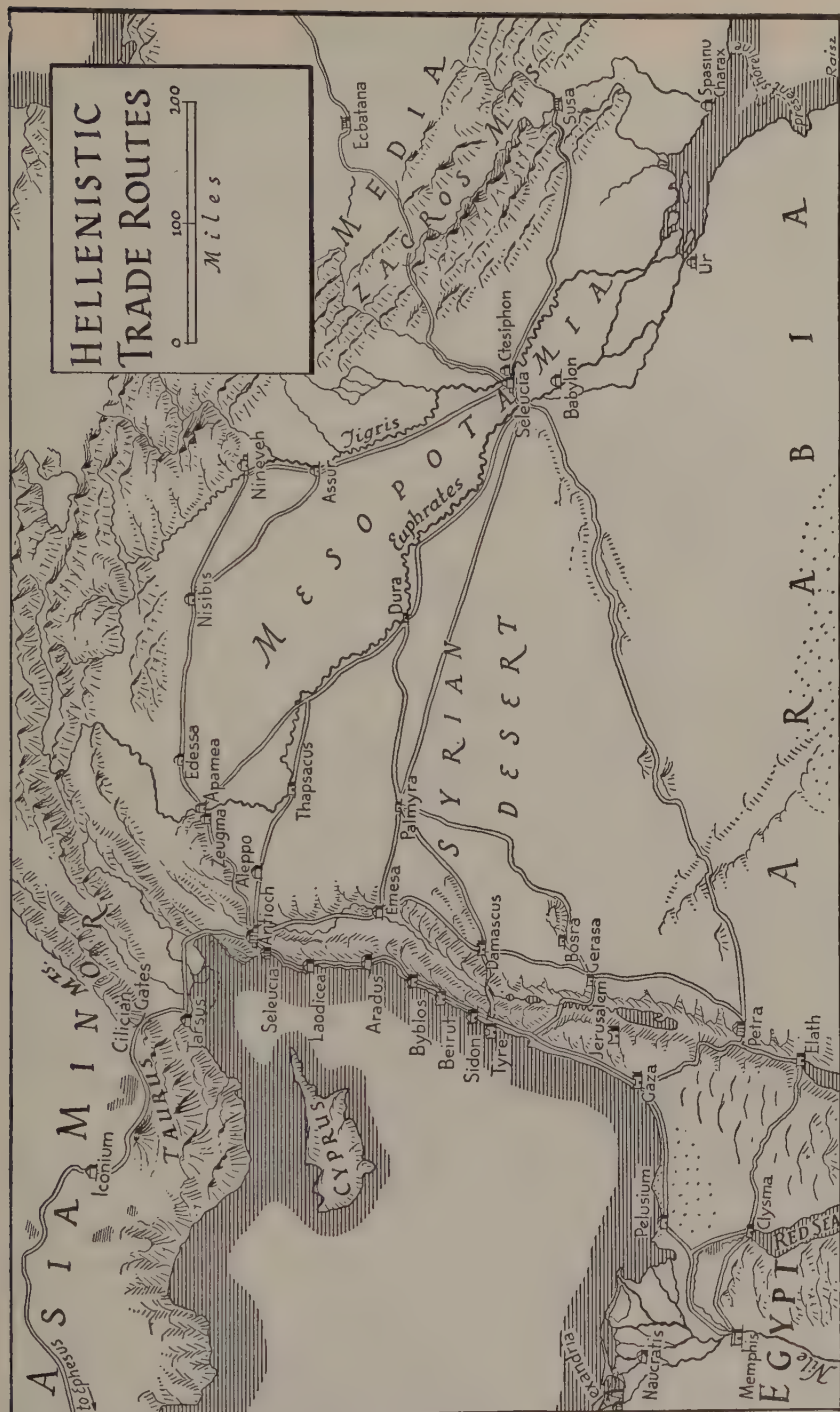 HELLENISTIC
TRADE ROUTES
0 100 200
Miles
ASIA MINOR
to Ephesus
Iconium
TAURUS MTS.
Cilician
Gates
Tarsus
CYPRUS
Antioch
Seleucia
Laodicea
Aradus
Byblos
Beirut
Sidon
Tyre
Aleppo
Zeugma
Apamea
Edessa
Nisibis
Nineveh
Assur
Tigris
MESOPOTAMIA
Euphrates
Thapsacus
Dura
Palmyra
Emesa
Damascus
Bosra
Gerasa
Jerusalem
SYRIAN
DESERT
Ecbatana
MEDIA
ZAGROS MTS
Susa
Ctesiphon
Seleucia
Babylon
Ur
Spasinu
Charax
Raisz
ARABIA
Petra
Elath
Gaza
Pelusium
Clysma
RED SEA
exandria
Naucratis
Memphis
EGYPT
Nile